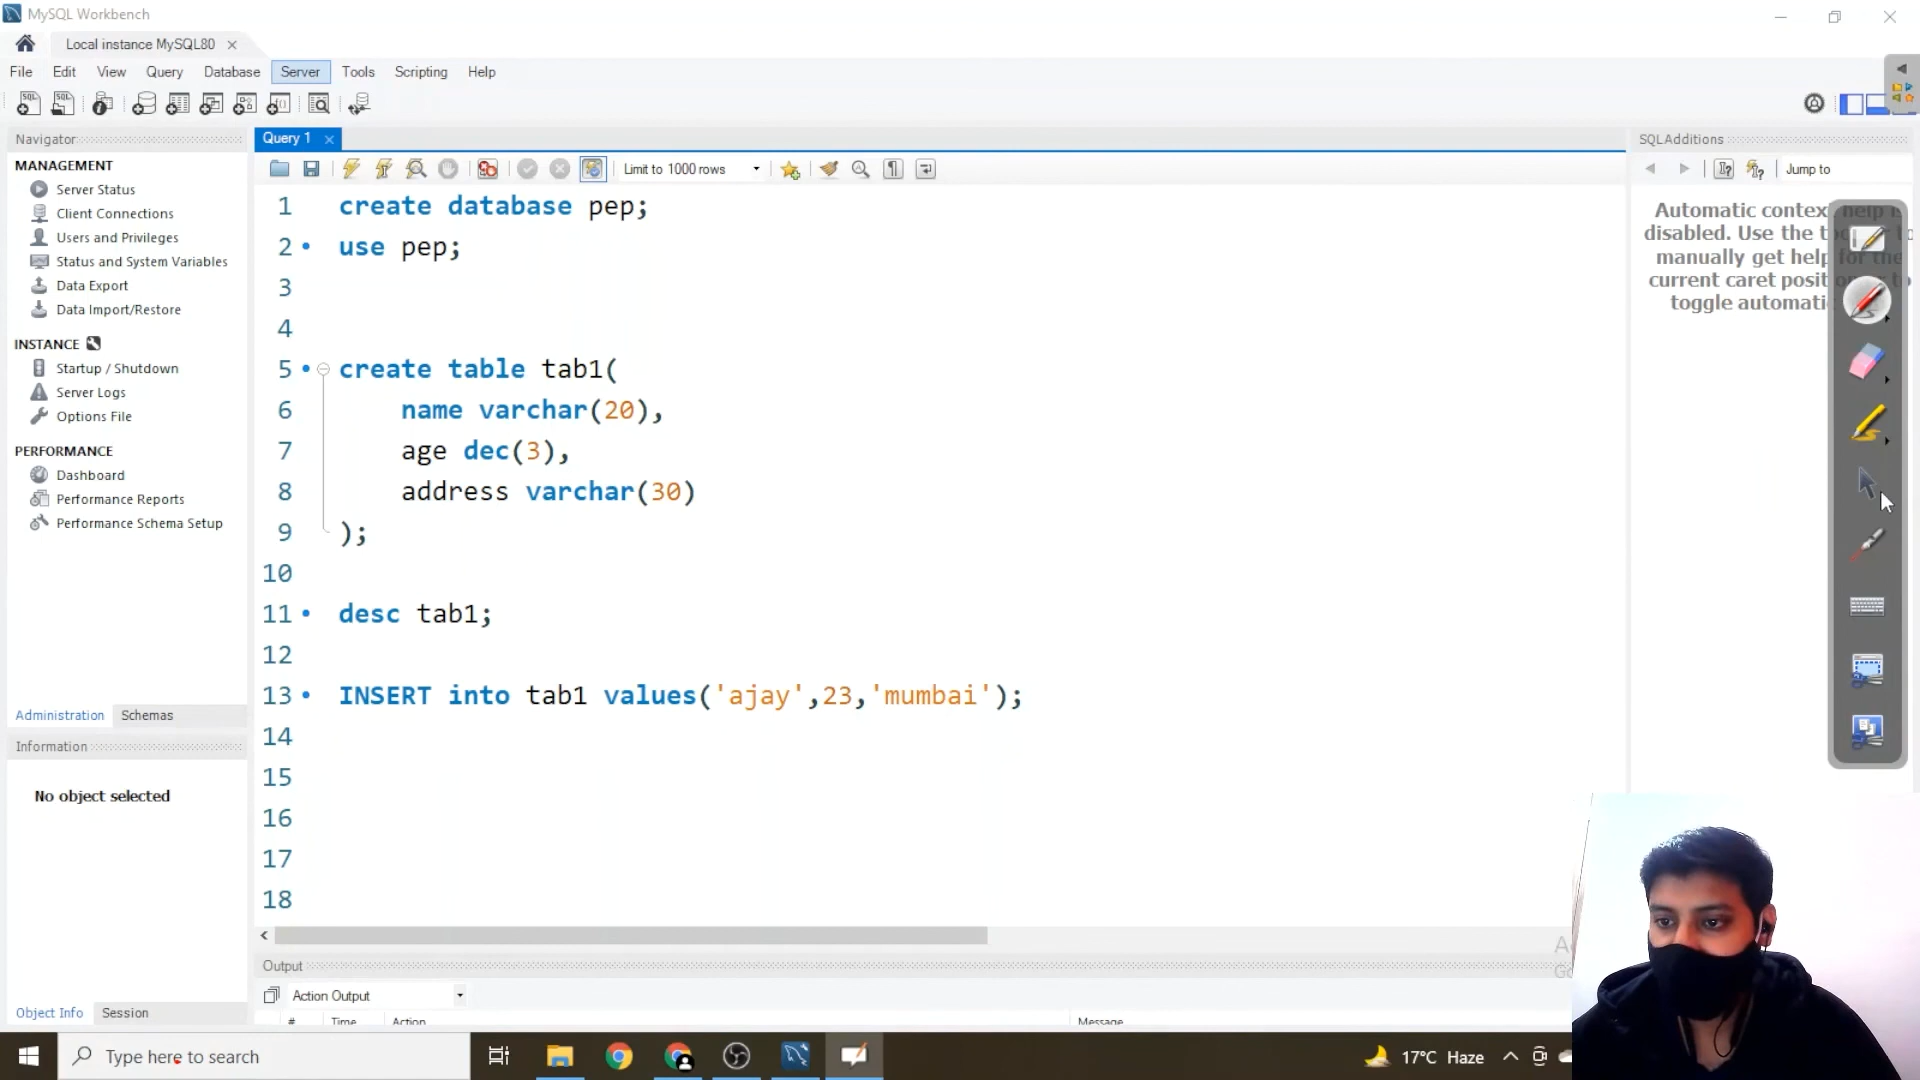 MySQL Workbench
Local instance MySQL80
File Edit View Query Database Server Tools Scripting Help
Navigator
MANAGEMENT
Server Status
Client Connections
Users and Privileges
Status and System Variables
Data Export
Data Import/Restore
INSTANCE
Startup / Shutdown
Server Logs
Options File
PERFORMANCE
Dashboard
Performance Reports
Performance Schema Setup
Administration Schemas
Information
No object selected
Object Info Session
Query 1
Limit to 1000 rows
1 create database pep;
2 use pep;
3
4
5 create table tab1(
6 name varchar(20),
7 age dec(3),
8 address varchar(30)
9 );
10
11 desc tab1;
12
13 INSERT into tab1 values('ajay',23,'mumbai');
14
15
16
17
18
Output
Action Output
# Time Action Message
SQLAdditions
Jump to
Automatic context help is
disabled. Use the
manually get help for the
current caret
toggle
Type here to search
17°C Haze